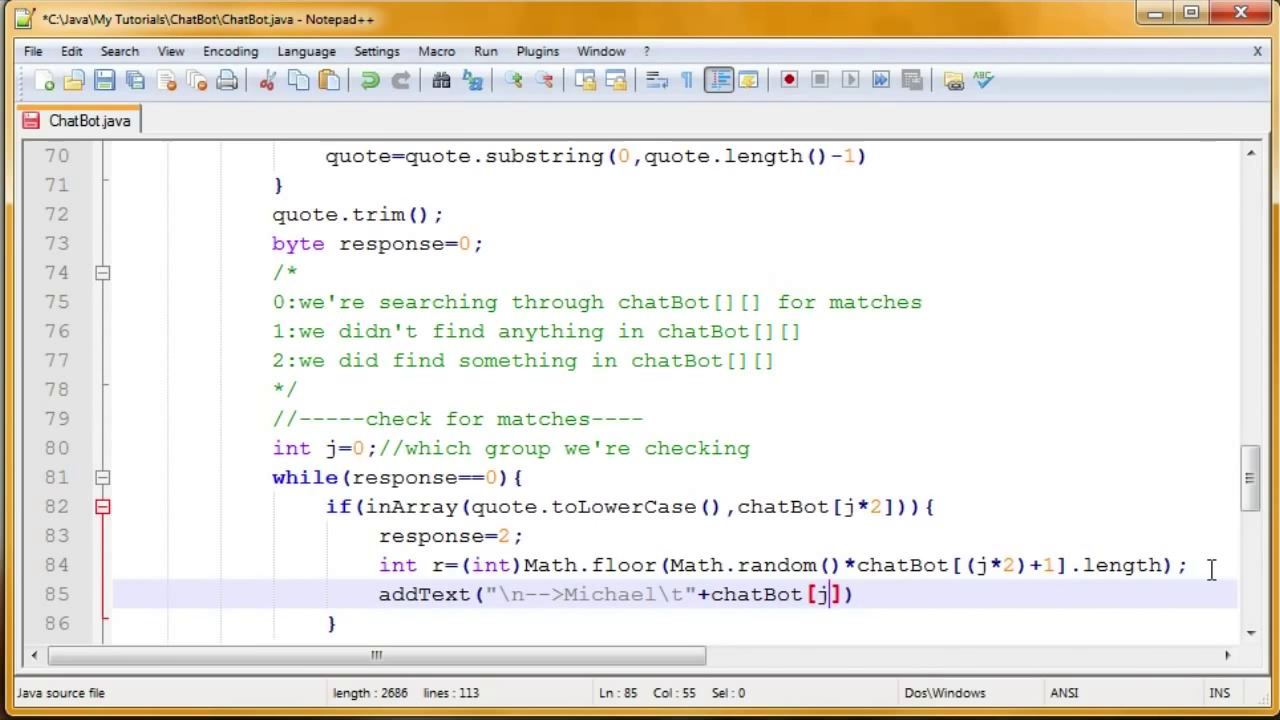 *C:\Java\My Tutorials\ChatBot\ChatBot.java - Notepad++
File Edit Search View Encoding Language Settings Macro Run Plugins Window ? X
ABC
ChatBot.java
70 quote=quote.substring(0,quote.length()-1)
71 }
72 quote.trim();
73 byte response=0;
74 /*
75 0:we're searching through chatBot[][] for matches
76 1:we didn't find anything in chatBot[][]
77 2:we did find something in chatBot[][]
78 */
79 //-----check for matches----
80 int j=0;//which group we're checking
81 while(response==0){
82 if(inArray(quote.toLowerCase(),chatBot[j*2])){
83 response=2;
84 int r=(int)Math.floor(Math.random()*chatBot[(j*2)+1].length);
85 addText("\n-->Michael\t"+chatBot[j])
86 }
Java source file length : 2686 lines : 113 Ln : 85 Col : 55 Sel : 0 Dos\Windows ANSI INS